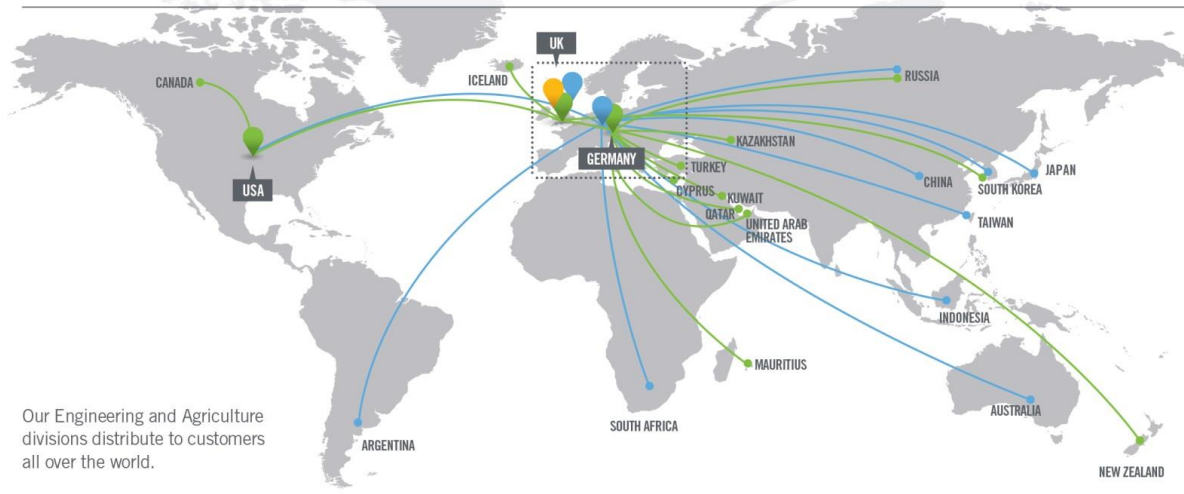 UK
ICELAND
CANADA
RUSSIA
KAZAKHSTAN
GERMANY
TURKEY
JAPAN
CHINA
SOUTH KOREA
USA
CYPRUS
KUWAIT
QATAR
UNITED ARAB
EMIRATES
TAIWAN
INDONESIA
MAURITIUS
AUSTRALIA
Our Engineering and Agriculture
divisions distribute to customers
all over the world.
SOUTH AFRICA
ARGENTINA
NEW ZEALAND